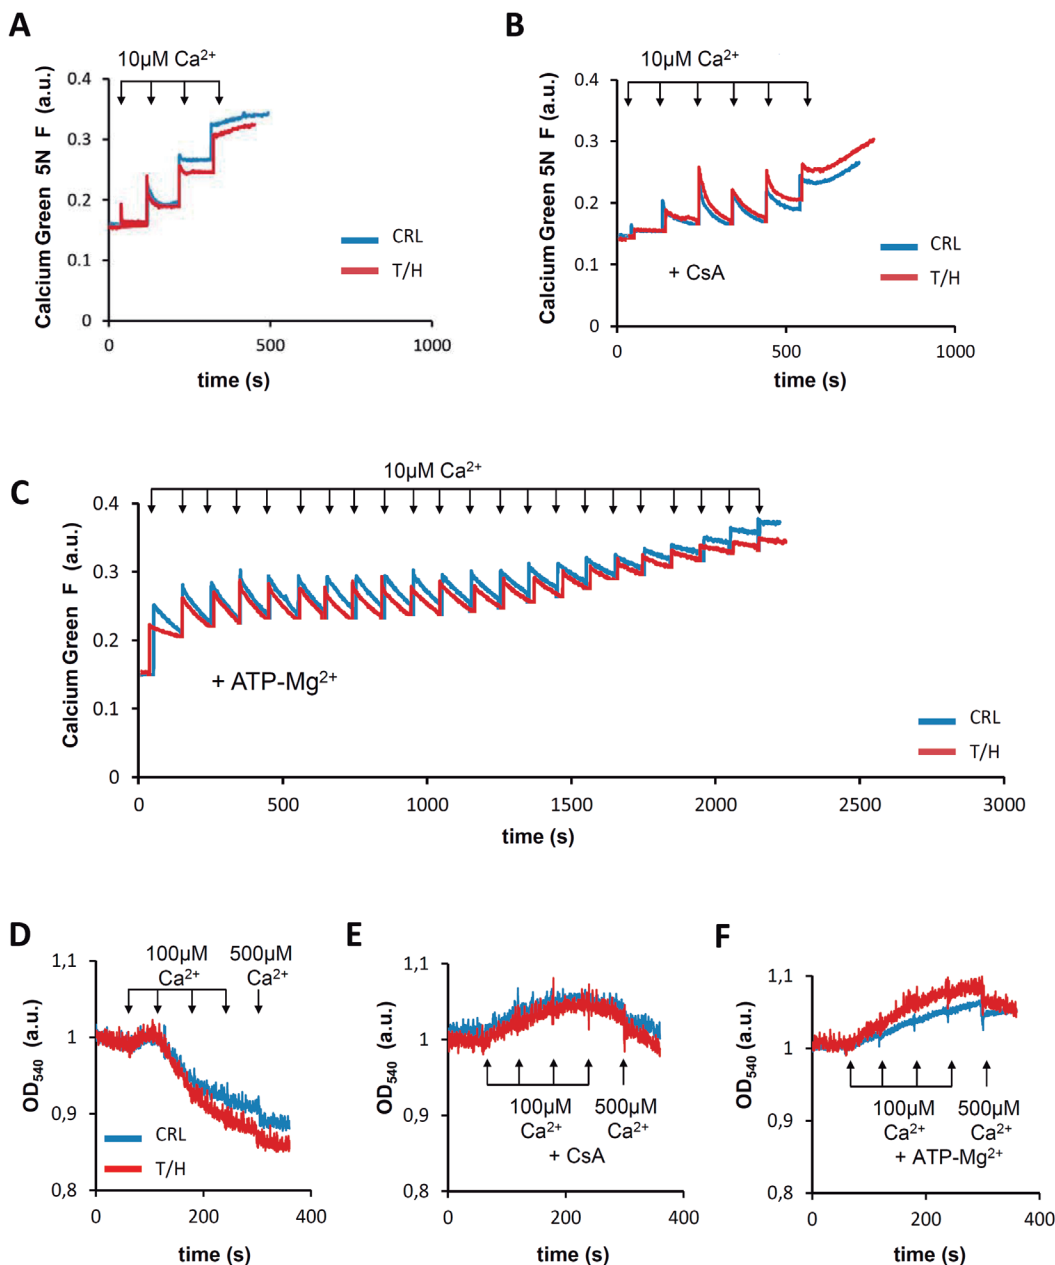 A
10µM Ca²⁺
Calcium Green 5N F (a.u.)
0.4
0.3
0.2
0.1
0
CRL
T/H
0
500
1000
time (s)
B
10µM Ca²⁺
Calcium Green 5N F (a.u.)
0.4
0.3
0.2
0.1
0
CRL
+ CsA
T/H
0
500
1000
time (s)
C
10µM Ca²⁺
Calcium Green F (a.u.)
0.4
0.3
0.2
0.1
0
+ ATP-Mg²⁺
CRL
T/H
0
500
1000
1500
2000
2500
3000
time (s)
D
100µM
Ca²⁺
500µM
Ca²⁺
OD₅₄₀ (a.u.)
1,1
1
0,9
0,8
CRL
T/H
0
200
400
time (s)
E
OD₅₄₀ (a.u.)
1,1
1
0,9
0,8
100µM
Ca²⁺
500µM
Ca²⁺
+ CsA
0
200
400
time (s)
F
OD₅₄₀ (a.u.)
1,1
1
0,9
0,8
100µM
Ca²⁺
500µM
Ca²⁺
+ ATP-Mg²⁺
0
200
400
time (s)